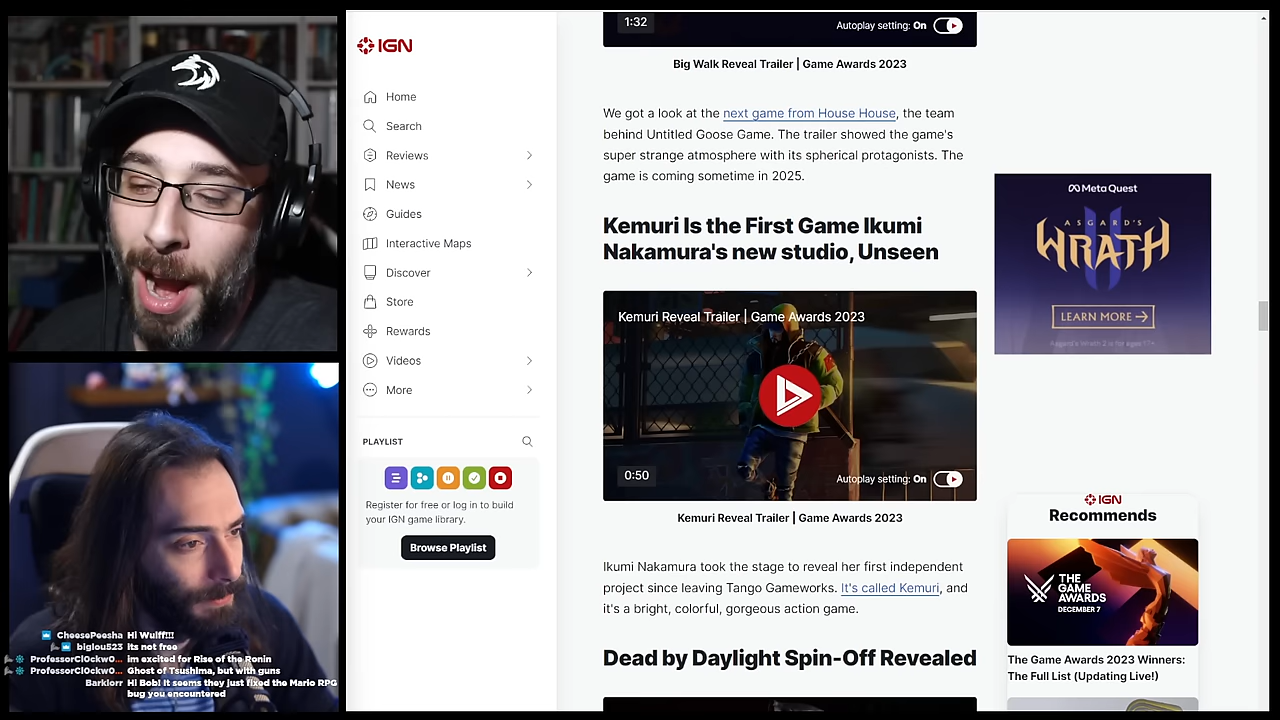 IGN
Home
Search
Reviews
News
Guides
Interactive Maps
Discover
Store
Rewards
Videos
More
PLAYLIST
Register for free or log in to build
your IGN game library.
Browse Playlist
1:32
Autoplay setting: On
Big Walk Reveal Trailer | Game Awards 2023
We got a look at the next game from House House, the team
behind Untitled Goose Game. The trailer showed the game's
super strange atmosphere with its spherical protagonists. The
game is coming sometime in 2025.
Kemuri Is the First Game Ikumi
Nakamura's new studio, Unseen
Kemuri Reveal Trailer | Game Awards 2023
0:50
Autoplay setting: On
Kemuri Reveal Trailer | Game Awards 2023
Ikumi Nakamura took the stage to reveal her first independent
project since leaving Tango Gameworks. It's called Kemuri, and
it's a bright, colorful, gorgeous action game.
Dead by Daylight Spin-Off Revealed
Meta Quest
ASGARD'S
WRATH
LEARN MORE
Asgard's Wrath 2 is for ages
IGN
Recommends
THE
GAME
AWARDS
DECEMBER 7
The Game Awards 2023 Winners:
The Full List (Updating Live!)
CheesePeesha Hi Wulff!!!
biglou523 its not free
ProfessorClOckwO... im excited for Rise of the Ronin
ProfessorClOckwO... Ghost of Tsushima, but with guns
Barklorr Hi Bob! It seems they just fixed the Mario RPG
bug you encountered